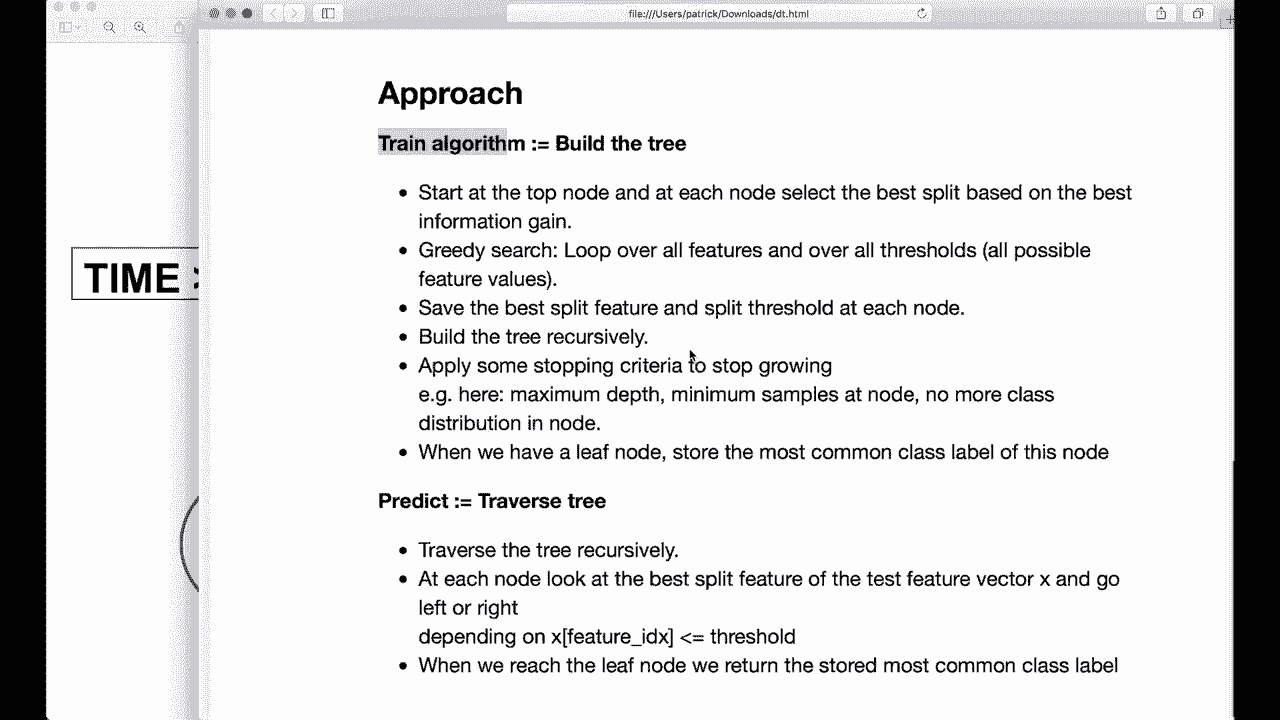 file:///Users/patrick/Downloads/dt.html
Approach
Train algorithm := Build the tree
Start at the top node and at each node select the best split based on the best
information gain.
Greedy search: Loop over all features and over all thresholds (all possible
feature values).
Save the best split feature and split threshold at each node.
Build the tree recursively.
Apply some stopping criteria to stop growing
e.g. here: maximum depth, minimum samples at node, no more class
distribution in node.
When we have a leaf node, store the most common class label of this node
Predict := Traverse tree
Traverse the tree recursively.
At each node look at the best split feature of the test feature vector x and go
left or right
depending on x[feature_idx] <= threshold
When we reach the leaf node we return the stored most common class label
TIME